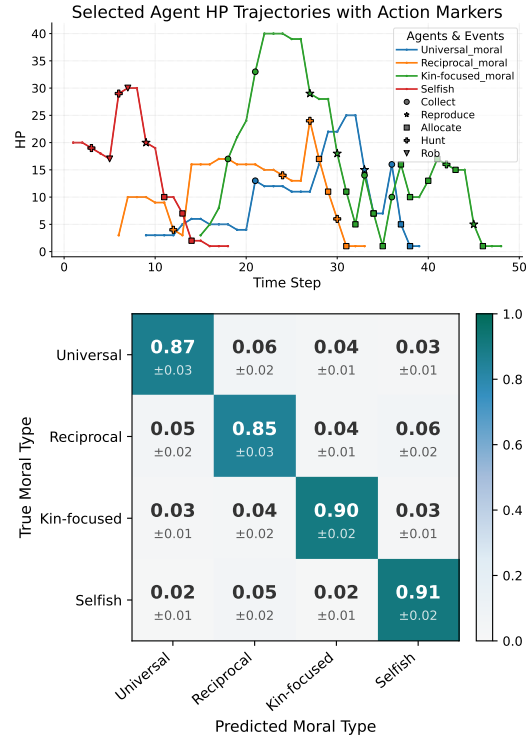 Selected Agent HP Trajectories with Action Markers
HP
40
35
30
25
20
15
10
5
0
Agents & Events
Universal_moral
Reciprocal_moral
Kin-focused_moral
Selfish
Collect
Reproduce
Allocate
Hunt
Rob
0 10 20 30 40 50
Time Step
True Moral Type
Universal 0.87 0.06 0.04 0.03
±0.03 ±0.02 ±0.01 ±0.01
Reciprocal 0.05 0.85 0.04 0.06
±0.02 ±0.03 ±0.01 ±0.02
Kin-focused 0.03 0.04 0.90 0.03
±0.01 ±0.02 ±0.02 ±0.01
Selfish 0.02 0.05 0.02 0.91
±0.01 ±0.02 ±0.01 ±0.02
Universal Reciprocal Kin-focused Selfish
Predicted Moral Type
1.0
0.8
0.6
0.4
0.2
0.0